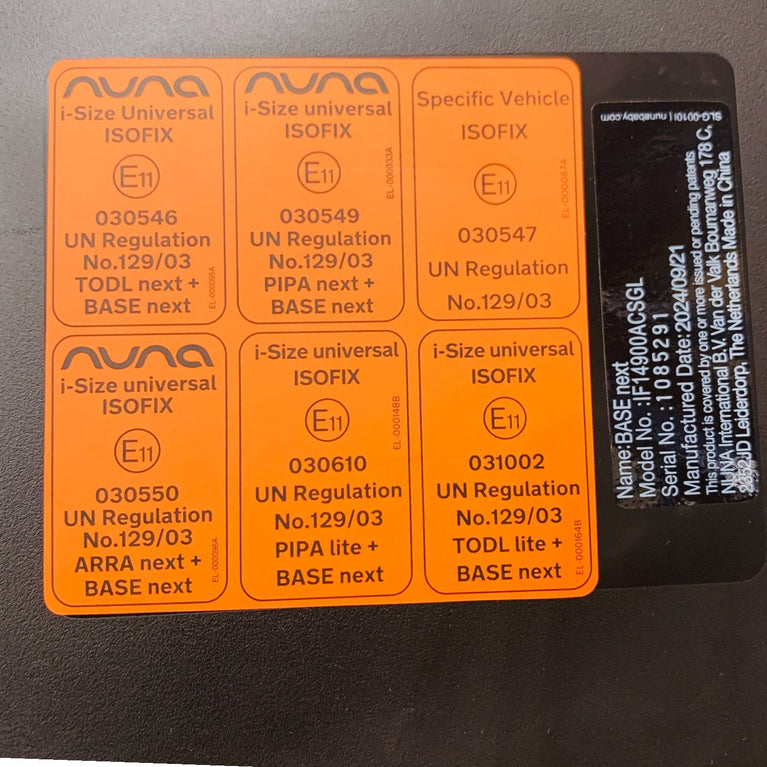 nuna
i-Size Universal
ISOFIX
E11
030546
UN Regulation
No.129/03
TODL next +
BASE next
EL-000095A
nuna
i-Size universal
ISOFIX
E11
030549
UN Regulation
No.129/03
PIPA next +
BASE next
EL-000033A
Specific Vehicle
ISOFIX
E11
030547
UN Regulation
No.129/03
EL-000087A
nuna
i-Size universal
ISOFIX
E11
030550
UN Regulation
No.129/03
ARRA next +
BASE next
EL-000096A
i-Size universal
ISOFIX
E11
030610
UN Regulation
No.129/03
PIPA lite +
BASE next
EL-000148B
i-Size universal
ISOFIX
E11
031002
UN Regulation
No.129/03
TODL lite +
BASE next
EL-000164B
Name:BASE next
Model No.:IF14900ACSGL
Serial No.:1085291
Manufactured Date:2024/09/21
This product is covered by one or more issued or pending patents
NUNA International B.V. Van der Valk Boumanweg 178 C,
2352 JD Leiderdorp, The Netherlands Made in China
SLG-0010I | nunababy.com